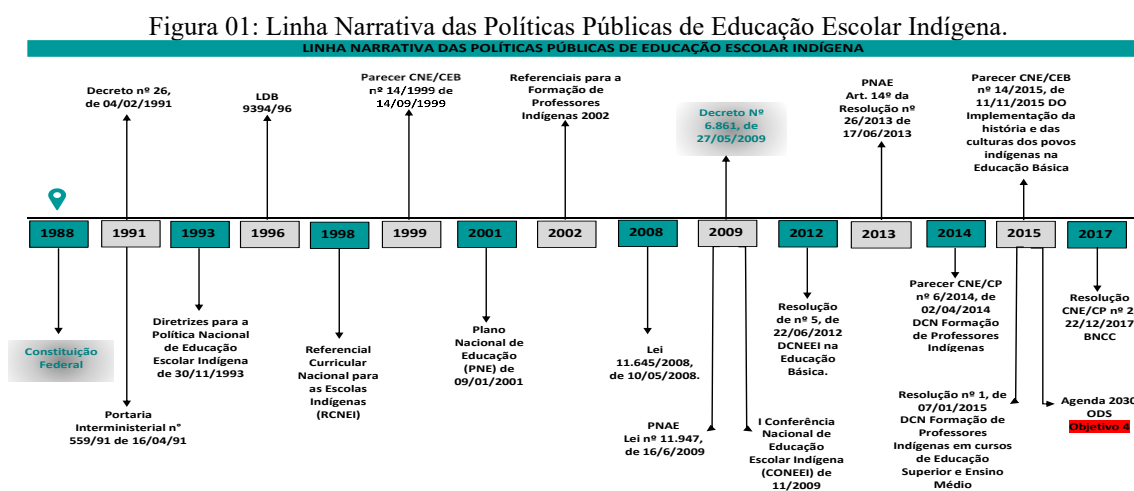 Figura 01: Linha Narrativa das Políticas Públicas de Educação Escolar Indígena.
LINHA NARRATIVA DAS POLÍTICAS PÚBLICAS DE EDUCAÇÃO ESCOLAR INDÍGENA
Decreto nº 26,
de 04/02/1991
LDB
9394/96
Parecer CNE/CEB
nº 14/1999 de
14/09/1999
Referenciais para a
Formação de
Professores
Indígenas 2002
Decreto Nº
6.861, de
27/05/2009
PNAE
Art. 14º da
Resolução nº
26/2013 de
17/06/2013
Parecer CNE/CEB
nº 14/2015, de
11/11/2015 DO
Implementação da
história e das
culturas dos povos
indígenas na
Educação Básica
1988
1991
1993
1996
1998
1999
2001
2002
2008
2009
2012
2013
2014
2015
2017
Constituição
Federal
Portaria
Interministerial n°
559/91 de 16/04/91
Diretrizes para a
Política Nacional
de Educação
Escolar Indígena
de 30/11/1993
Referencial
Curricular
Nacional para
as Escolas
Indígenas
(RCNEI)
Plano
Nacional de
Educação
(PNE) de
09/01/2001
Lei
11.645/2008,
de 10/05/2008.
PNAE
Lei nº 11.947,
de 16/6/2009
I Conferência
Nacional de
Educação
Escolar Indígena
(CONEEI) de
11/2009
Resolução
de nº 5, de
22/06/2012
DCNEEI na
Educação
Básica.
Parecer CNE/CP
nº 6/2014, de
02/04/2014
DCN Formação
de Professores
Indígenas
Resolução nº 1, de
07/01/2015
DCN Formação de
Professores
Indígenas em cursos
de Educação
Superior e Ensino
Médio
Agenda 2030
ODS
Objetivo 4
Resolução
CNE/CP nº 2
22/12/2017
BNCC